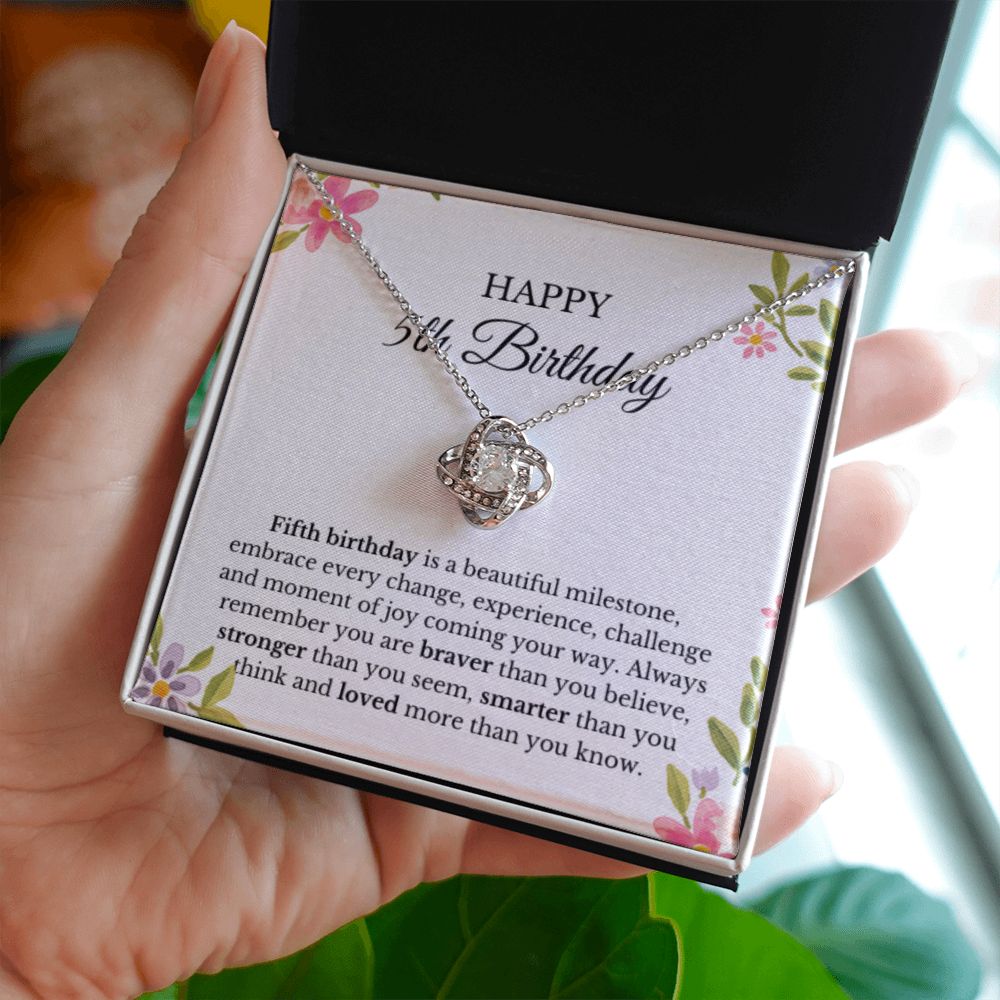 HAPPY
5th Birthday
Fifth birthday is a beautiful milestone,
embrace every change, experience, challenge
and moment of joy coming your way. Always
remember you are braver than you believe,
stronger than you seem, smarter than you
think and loved more than you know.